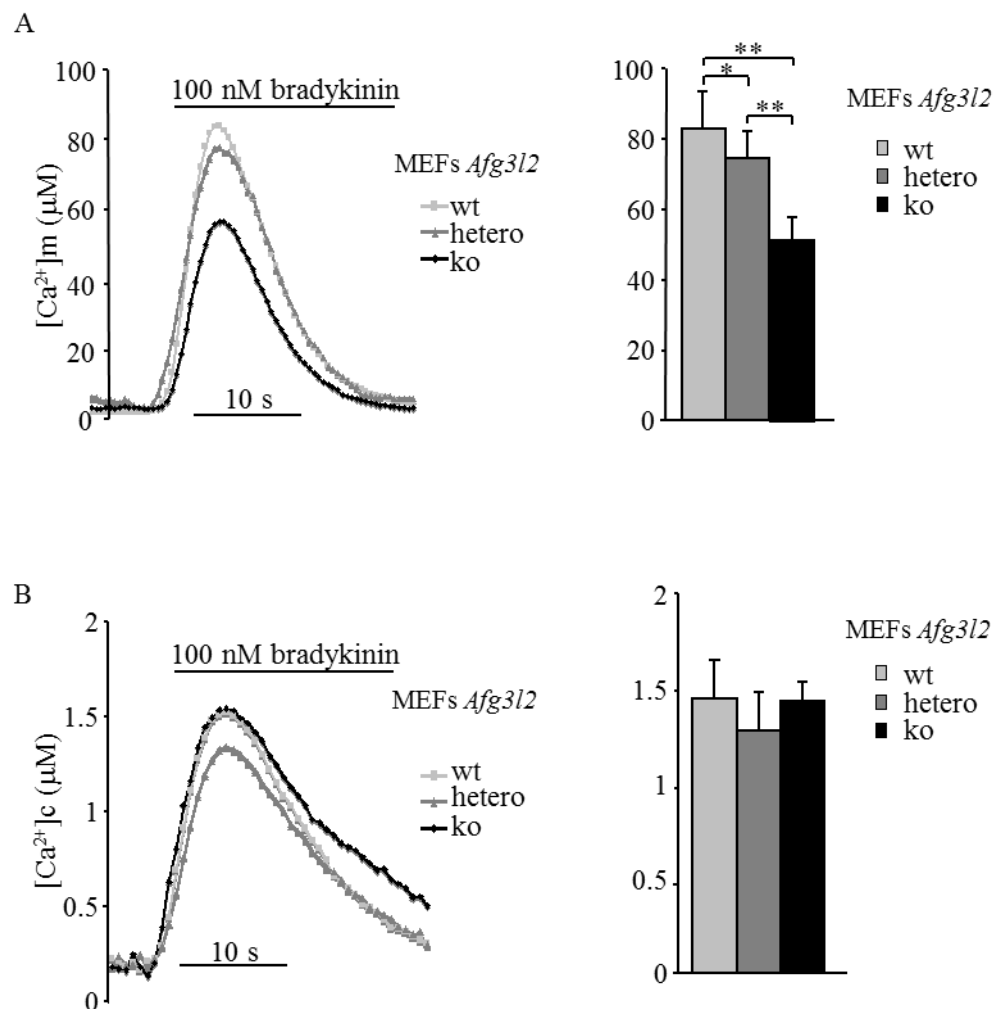 A
100 nM bradykinin
[Ca²⁺]m (μM)
100
80
60
40
20
0
10 s
MEFs Afg3l2
wt
hetero
ko
**
*
**
100
80
60
40
20
0
MEFs Afg3l2
wt
hetero
ko
B
100 nM bradykinin
[Ca²⁺]c (μM)
2
1.5
1
0.5
0
10 s
MEFs Afg3l2
wt
hetero
ko
2
1.5
1
0.5
0
MEFs Afg3l2
wt
hetero
ko